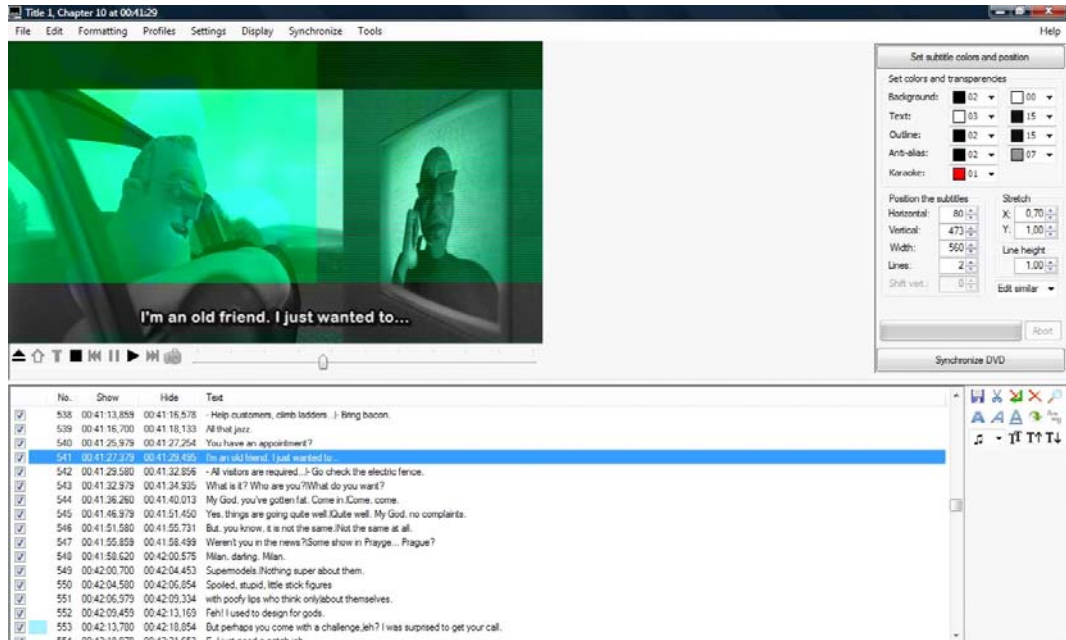 Title 1, Chapter 10 at 00:41:29
File Edit Formatting Profiles Settings Display Synchronize Tools Help
Set subtitle colors and position
Set colors and transparencies
Background: 02 00
Text: 03 15
Outline: 02 15
Anti-alias: 02 07
Karaoke: 01
Position the subtitles Stretch
Horizontal: 80 X: 0,70
Vertical: 473 Y: 1,00
Width: 560 Line height
Lines: 2 1,00
Shift vert.: 0 Edit similar
I'm an old friend. I just wanted to...
Abort
Synchronize DVD
No. Show Hide Text
538 00:41:13,859 00:41:16,578 - Help customers, climb ladders...|- Bring bacon.
539 00:41:16,700 00:41:18,133 All that jazz.
540 00:41:25,979 00:41:27,254 You have an appointment?
541 00:41:27,379 00:41:29,495 I'm an old friend. I just wanted to...
542 00:41:29,580 00:41:32,856 - All visitors are required...|- Go check the electric fence.
543 00:41:32,979 00:41:34,935 What is it? Who are you?|What do you want?
544 00:41:36,260 00:41:40,013 My God, you've gotten fat. Come in.|Come, come.
545 00:41:46,979 00:41:51,450 Yes, things are going quite well.|Quite well. My God, no complaints.
546 00:41:51,580 00:41:55,731 But, you know, it is not the same.|Not the same at all.
547 00:41:55,859 00:41:58,499 Weren't you in the news?|Some show in Prayge... Prague?
548 00:41:58,620 00:42:00,575 Milan, darling. Milan.
549 00:42:00,700 00:42:04,453 Supermodels.|Nothing super about them.
550 00:42:04,580 00:42:06,854 Spoiled, stupid, little stick figures
551 00:42:06,979 00:42:09,334 with poofy lips who think only|about themselves.
552 00:42:09,459 00:42:13,169 Feh! I used to design for gods.
553 00:42:13,780 00:42:18,854 But perhaps you come with a challenge,|eh? I was surprised to get your call.